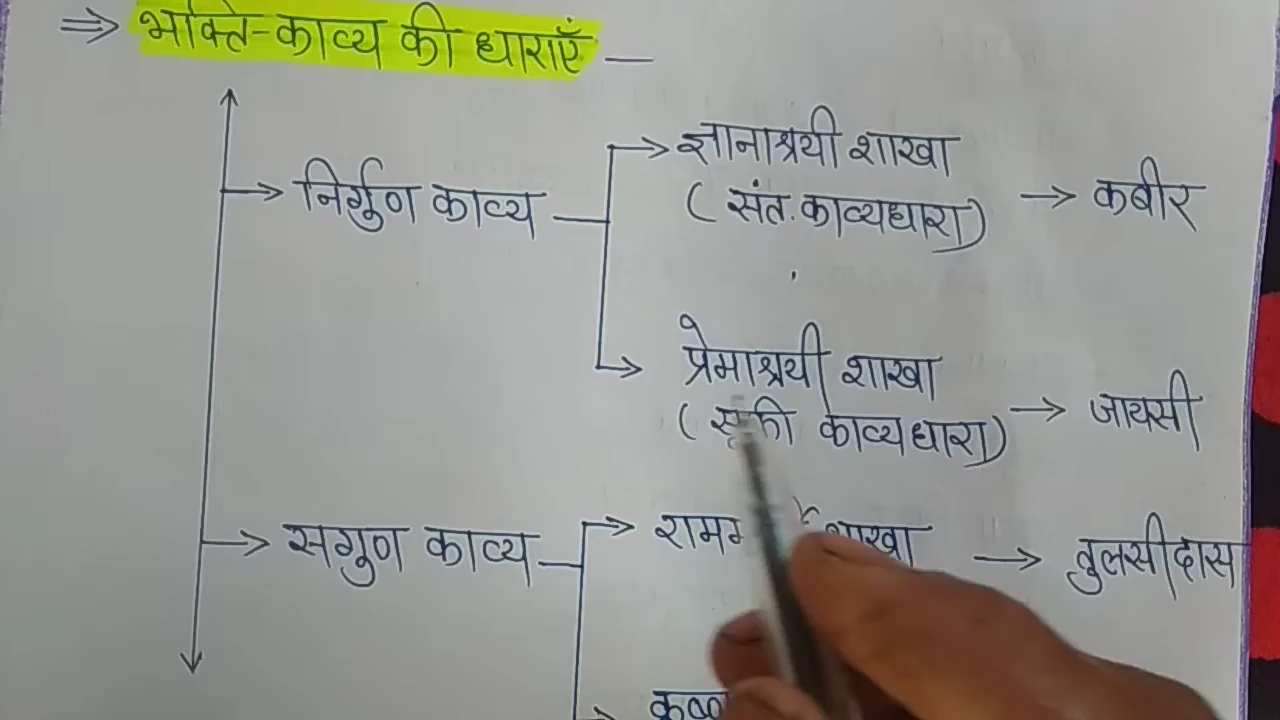 ⇒ भक्ति-काव्य की धाराएँ —
निर्गुण काव्य
ज्ञानाश्रयी शाखा
(संत काव्यधारा) → कबीर
प्रेमाश्रयी शाखा
(सूफी काव्यधारा) → जायसी
सगुण काव्य
शाखा → तुलसीदास